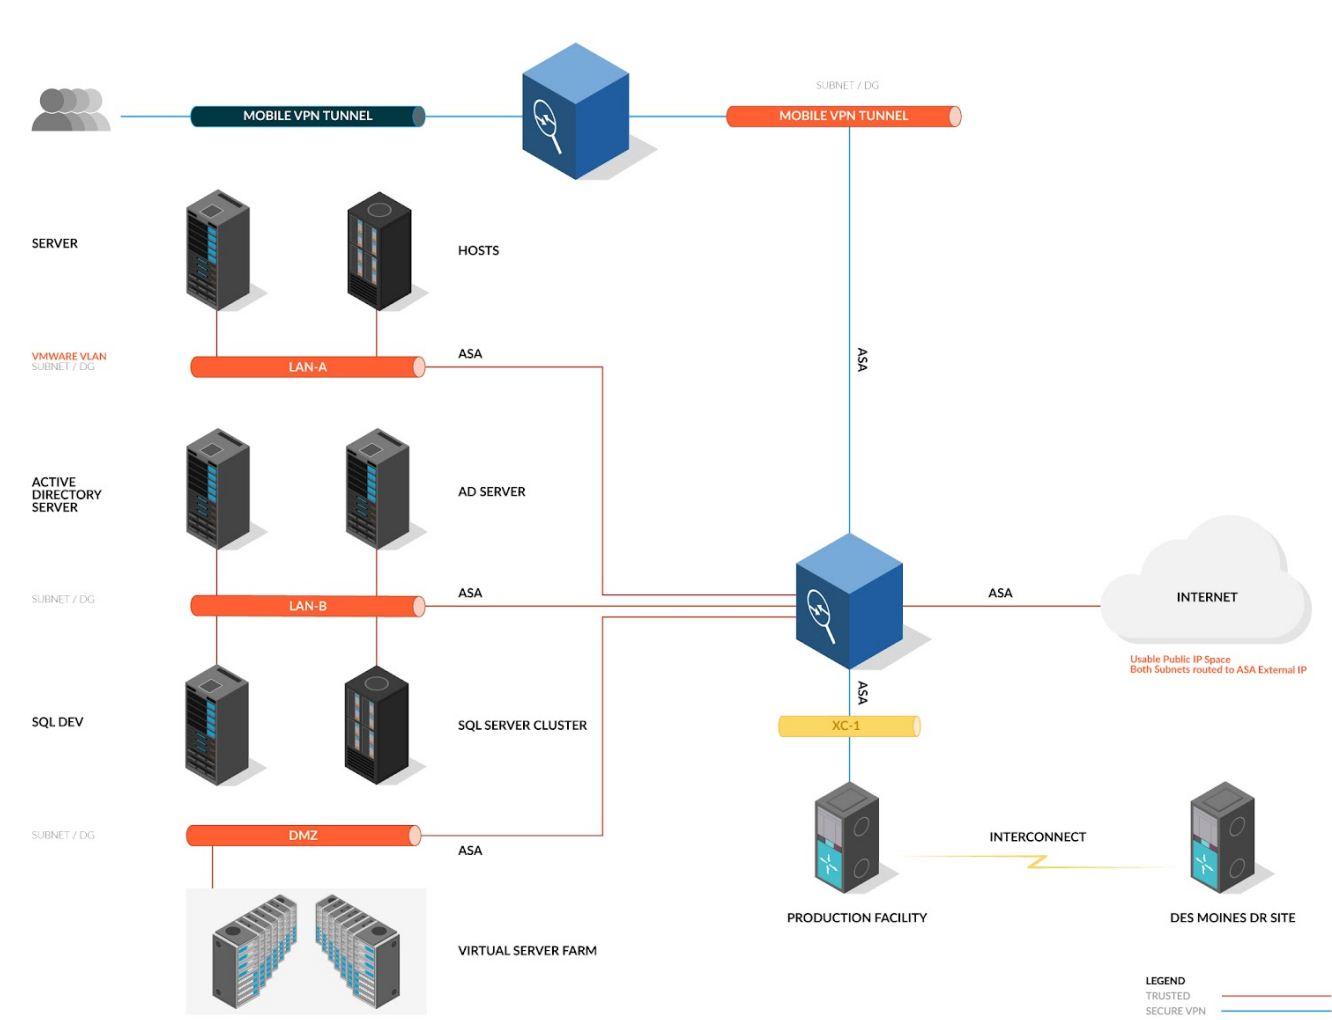 SUBNET / DG
MOBILE VPN TUNNEL
MOBILE VPN TUNNEL
SERVER
HOSTS
VMWARE VLAN
SUBNET / DG
LAN-A
ASA
ASA
ACTIVE
DIRECTORY
SERVER
AD SERVER
SUBNET / DG
LAN-B
ASA
ASA
INTERNET
Usable Public IP Space
Both Subnets routed to ASA External IP
SQL DEV
SQL SERVER CLUSTER
ASA
XC-1
SUBNET / DG
DMZ
ASA
INTERCONNECT
PRODUCTION FACILITY
DES MOINES DR SITE
VIRTUAL SERVER FARM
LEGEND
TRUSTED
SECURE VPN